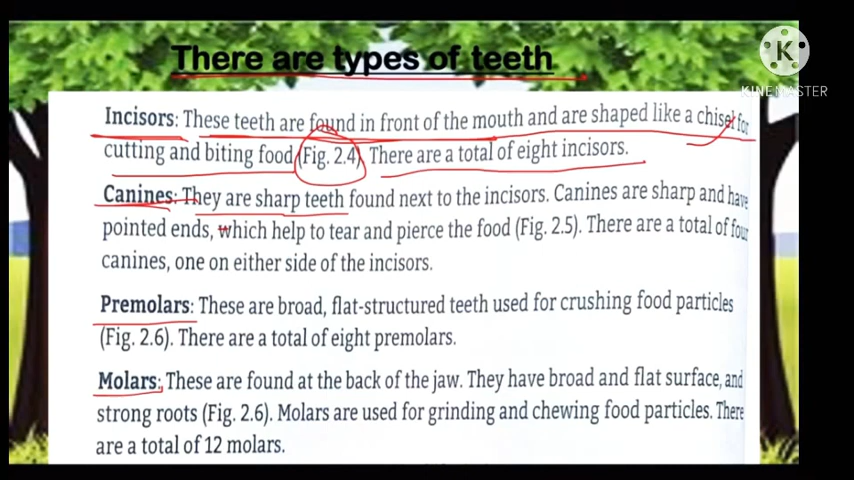 There are types of teeth
K
KINEMASTER
Incisors: These teeth are found in front of the mouth and are shaped like a chisel for
cutting and biting food (Fig. 2.4). There are a total of eight incisors.
Canines: They are sharp teeth found next to the incisors. Canines are sharp and have
pointed ends, which help to tear and pierce the food (Fig. 2.5). There are a total of four
canines, one on either side of the incisors.
Premolars: These are broad, flat-structured teeth used for crushing food particles
(Fig. 2.6). There are a total of eight premolars.
Molars: These are found at the back of the jaw. They have broad and flat surface, and
strong roots (Fig. 2.6). Molars are used for grinding and chewing food particles. There
are a total of 12 molars.